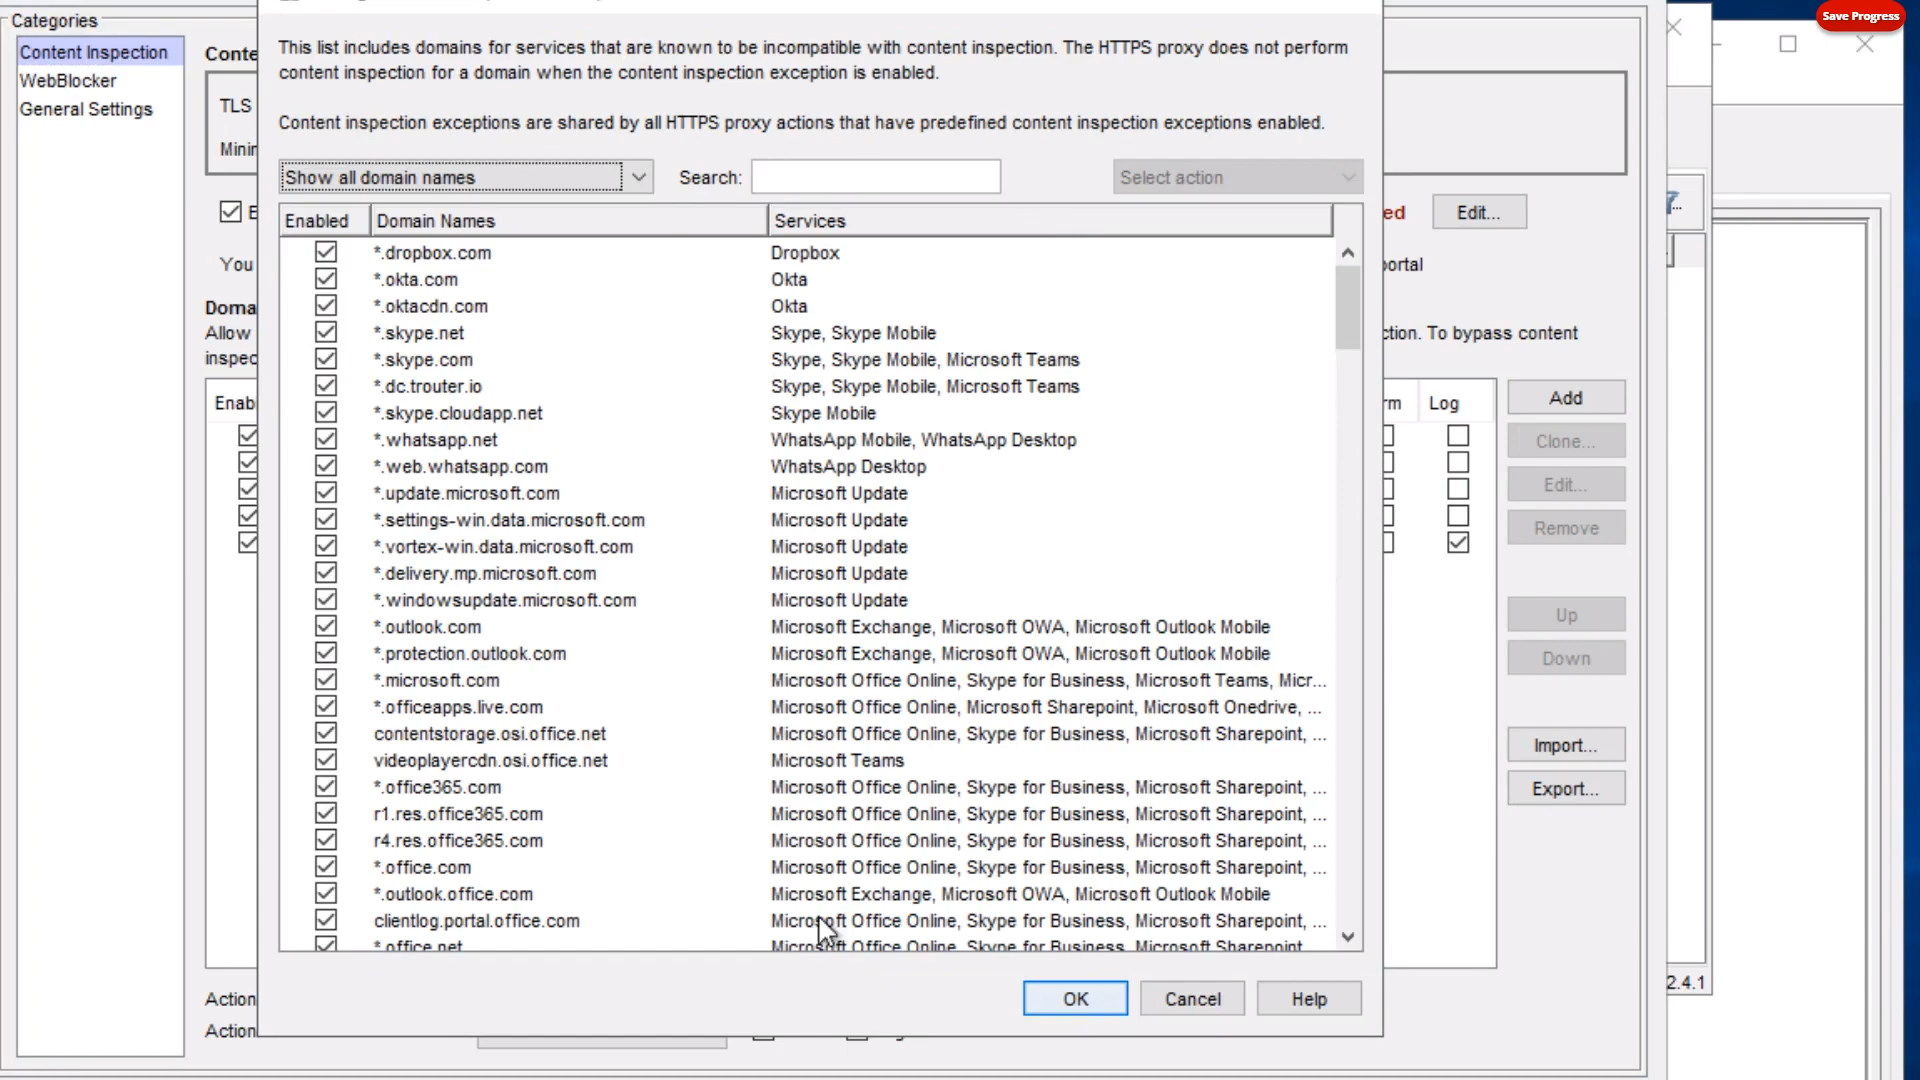 Save Progress
Categories
Content Inspection
WebBlocker
General Settings
Conte
TLS
Minir
E
You
Doma
Allow
inspec
Enab
Action
Action
This list includes domains for services that are known to be incompatible with content inspection. The HTTPS proxy does not perform
content inspection for a domain when the content inspection exception is enabled.
Content inspection exceptions are shared by all HTTPS proxy actions that have predefined content inspection exceptions enabled.
Show all domain names
Search:
Select action
Enabled Domain Names Services
*.dropbox.com Dropbox
*.okta.com Okta
*.oktacdn.com Okta
*.skype.net Skype, Skype Mobile
*.skype.com Skype, Skype Mobile, Microsoft Teams
*.dc.trouter.io Skype, Skype Mobile, Microsoft Teams
*.skype.cloudapp.net Skype Mobile
*.whatsapp.net WhatsApp Mobile, WhatsApp Desktop
*.web.whatsapp.com WhatsApp Desktop
*.update.microsoft.com Microsoft Update
*.settings-win.data.microsoft.com Microsoft Update
*.vortex-win.data.microsoft.com Microsoft Update
*.delivery.mp.microsoft.com Microsoft Update
*.windowsupdate.microsoft.com Microsoft Update
*.outlook.com Microsoft Exchange, Microsoft OWA, Microsoft Outlook Mobile
*.protection.outlook.com Microsoft Exchange, Microsoft OWA, Microsoft Outlook Mobile
*.microsoft.com Microsoft Office Online, Skype for Business, Microsoft Teams, Micr...
*.officeapps.live.com Microsoft Office Online, Microsoft Sharepoint, Microsoft Onedrive, ...
contentstorage.osi.office.net Microsoft Office Online, Skype for Business, Microsoft Sharepoint, ...
videoplayercdn.osi.office.net Microsoft Teams
*.office365.com Microsoft Office Online, Skype for Business, Microsoft Sharepoint, ...
r1.res.office365.com Microsoft Office Online, Skype for Business, Microsoft Sharepoint, ...
r4.res.office365.com Microsoft Office Online, Skype for Business, Microsoft Sharepoint, ...
*.office.com Microsoft Office Online, Skype for Business, Microsoft Sharepoint, ...
*.outlook.office.com Microsoft Exchange, Microsoft OWA, Microsoft Outlook Mobile
clientlog.portal.office.com Microsoft Office Online, Skype for Business, Microsoft Sharepoint, ...
*.office.net Microsoft Office Online, Skype for Business, Microsoft Sharepoint
OK Cancel Help
ed Edit...
portal
ction. To bypass content
rm Log
Add
Clone...
Edit...
Remove
Up
Down
Import...
Export...
2.4.1